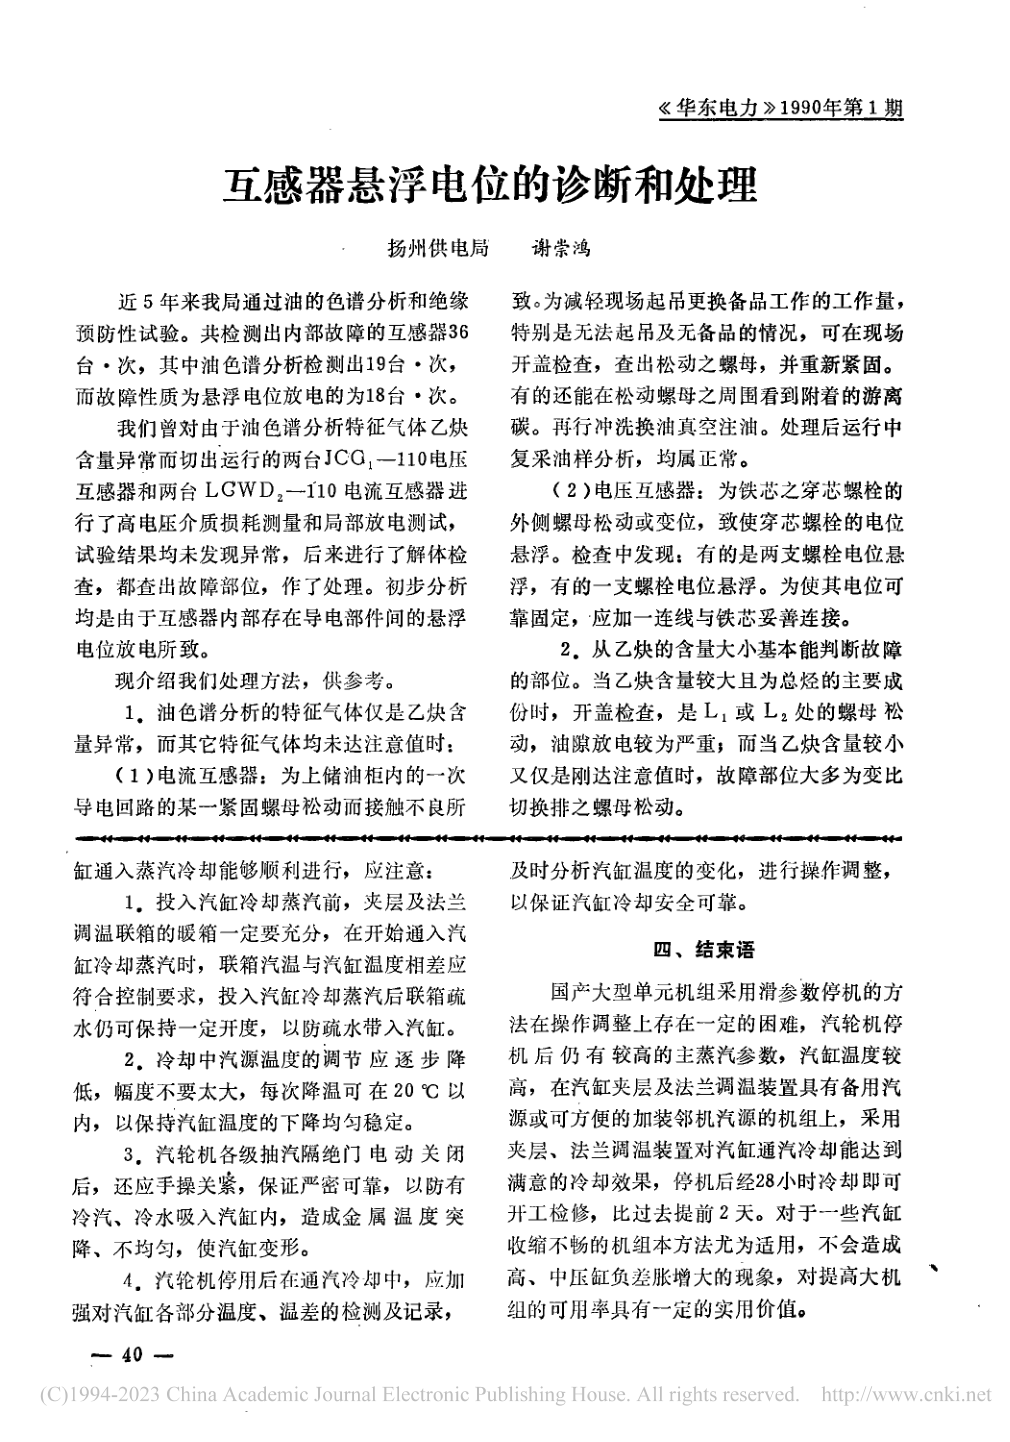 《华东电力》1990年第1期
互感器悬浮电位的诊断和处理
扬州供电局 谢崇鸿
近5年来我局通过油的色谱分析和绝缘
预防性试验。共检测出内部故障的互感器36
台·次，其中油色谱分析检测出19台·次，
而故障性质为悬浮电位放电的为18台·次。
我们曾对由于油色谱分析特征气体乙炔
含量异常而切出运行的两台JCG₁—110电压
互感器和两台LCWD₂—110电流互感器进
行了高电压介质损耗测量和局部放电测试，
试验结果均未发现异常，后来进行了解体检
查，都查出故障部位，作了处理。初步分析
均是由于互感器内部存在导电部件间的悬浮
电位放电所致。
现介绍我们处理方法，供参考。
1．油色谱分析的特征气体仅是乙炔含
量异常，而其它特征气体均未达注意值时：
（1）电流互感器：为上储油柜内的一次
导电回路的某一紧固螺母松动而接触不良所
致。为减轻现场起吊更换备品工作的工作量，
特别是无法起吊及无备品的情况，可在现场
开盖检查，查出松动之螺母，并重新紧固。
有的还能在松动螺母之周围看到附着的游离
碳。再行冲洗换油真空注油。处理后运行中
复采油样分析，均属正常。
（2）电压互感器：为铁芯之穿芯螺栓的
外侧螺母松动或变位，致使穿芯螺栓的电位
悬浮。检查中发现：有的是两支螺栓电位悬
浮，有的一支螺栓电位悬浮。为使其电位可
靠固定，应加一连线与铁芯妥善连接。
2．从乙炔的含量大小基本能判断故障
的部位。当乙炔含量较大且为总烃的主要成
份时，开盖检查，是L₁或L₂处的螺母松
动，油隙放电较为严重；而当乙炔含量较小
又仅是刚达注意值时，故障部位大多为变比
切换排之螺母松动。
缸通入蒸汽冷却能够顺利进行，应注意：
1．投入汽缸冷却蒸汽前，夹层及法兰
调温联箱的暖箱一定要充分，在开始通入汽
缸冷却蒸汽时，联箱汽温与汽缸温度相差应
符合控制要求，投入汽缸冷却蒸汽后联箱疏
水仍可保持一定开度，以防疏水带入汽缸。
2．冷却中汽源温度的调节应逐步降
低，幅度不要太大，每次降温可在20℃以
内，以保持汽缸温度的下降均匀稳定。
3．汽轮机各级抽汽隔绝门电动关闭
后，还应手操关紧，保证严密可靠，以防有
冷汽、冷水吸入汽缸内，造成金属温度突
降、不均匀，使汽缸变形。
4．汽轮机停用后在通汽冷却中，应加
强对汽缸各部分温度、温差的检测及记录，
及时分析汽缸温度的变化，进行操作调整，
以保证汽缸冷却安全可靠。
四、结束语
国产大型单元机组采用滑参数停机的方
法在操作调整上存在一定的困难，汽轮机停
机后仍有较高的主蒸汽参数，汽缸温度较
高，在汽缸夹层及法兰调温装置具有备用汽
源或可方便的加装邻机汽源的机组上，采用
夹层、法兰调温装置对汽缸通汽冷却能达到
满意的冷却效果，停机后经28小时冷却即可
开工检修，比过去提前2天。对于一些汽缸
收缩不畅的机组本方法尤为适用，不会造成
高、中压缸负差胀增大的现象，对提高大机
组的可用率具有一定的实用价值。
— 40 —
(C)1994-2023 China Academic Journal Electronic Publishing House. All rights reserved. http://www.cnki.net